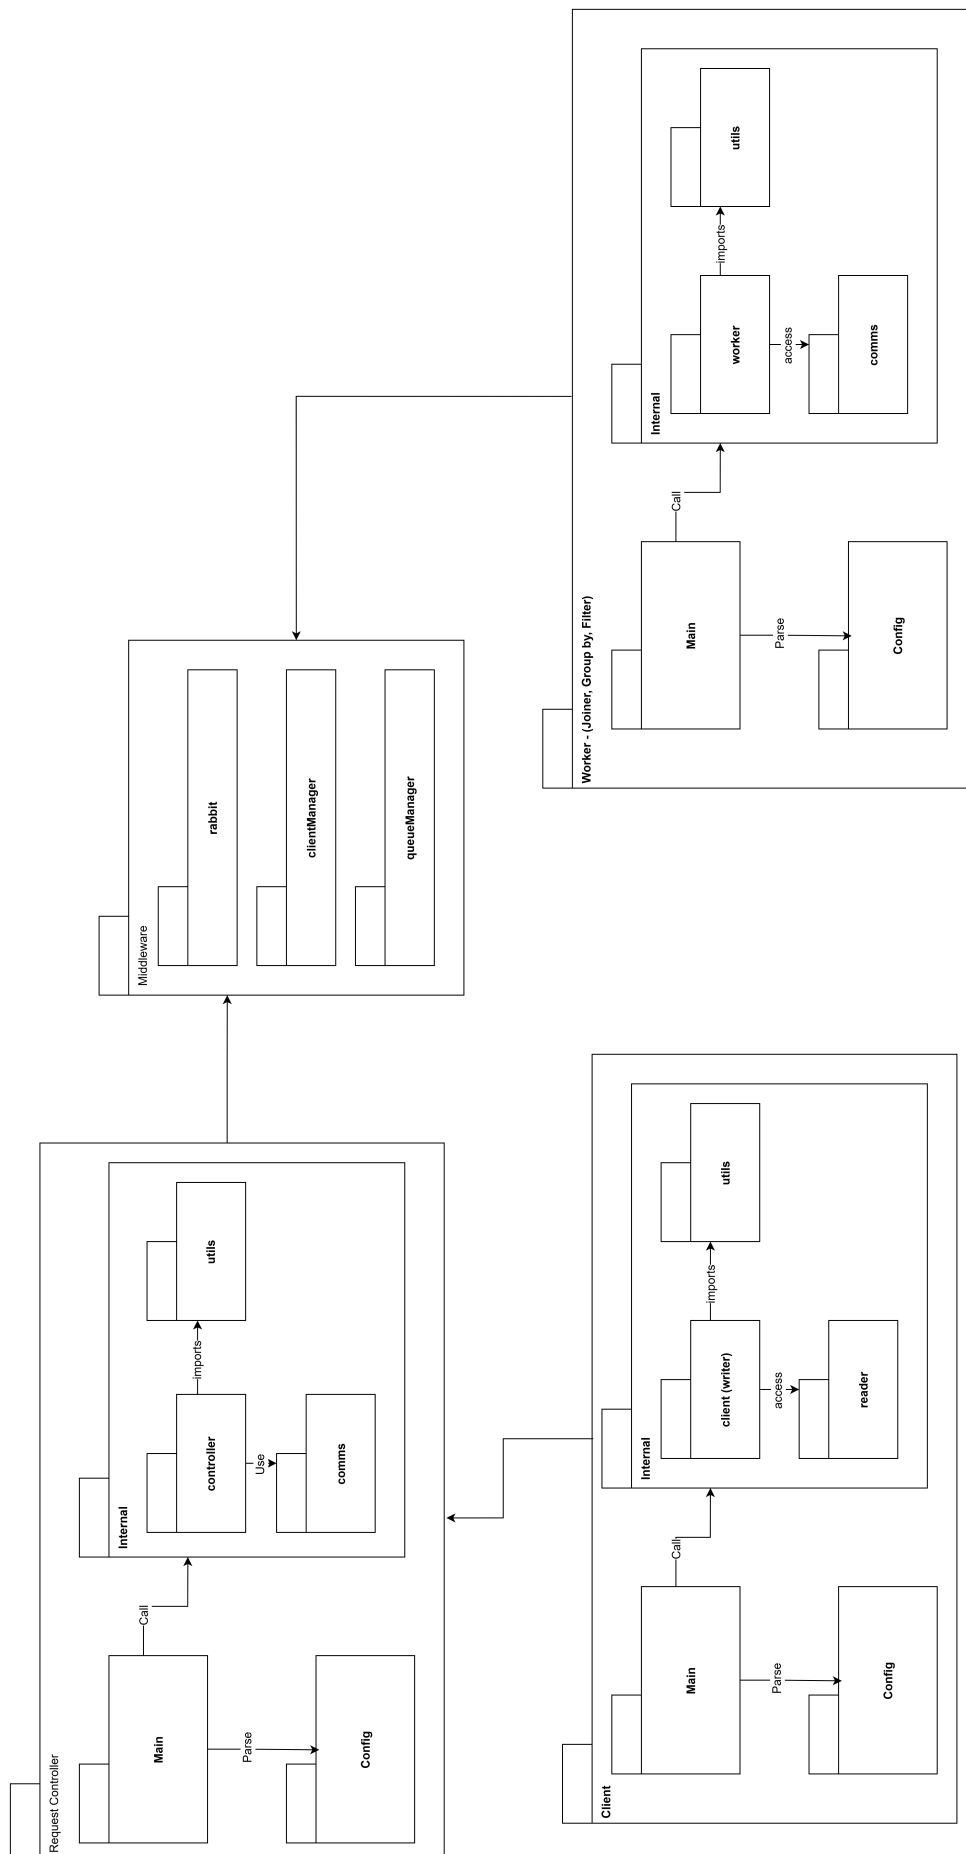 Request Controller
Main
Call
Parse
Config
Internal
controller
imports
utils
Use
comms
Middleware
rabbit
clientManager
queueManager
Client
Main
Call
Parse
Config
Internal
client (writer)
imports
utils
access
reader
Worker - (Joiner, Group by, Filter)
Main
Call
Parse
Config
Internal
worker
imports
utils
access
comms